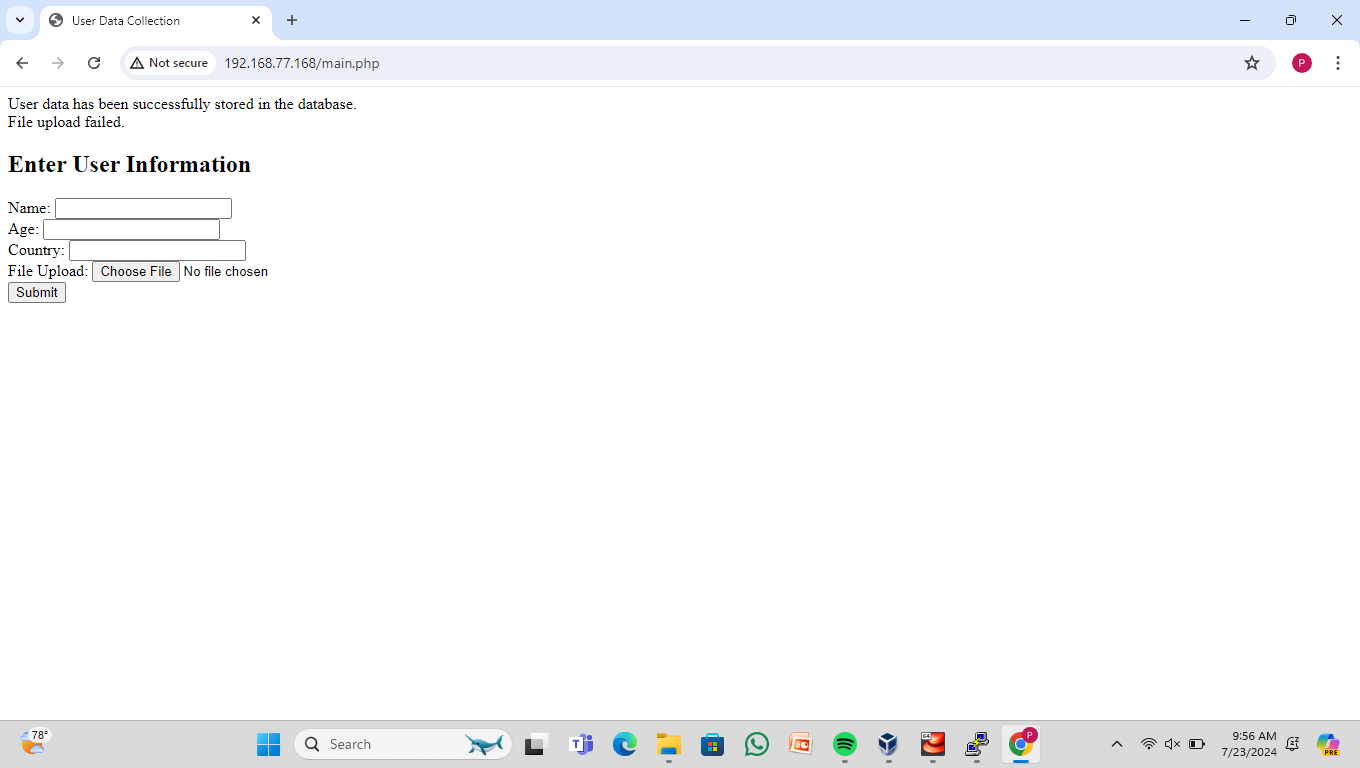 User Data Collection
Not secure
192.168.77.168/main.php
P
User data has been successfully stored in the database.
File upload failed.
Enter User Information
Name:
Age:
Country:
File Upload: Choose File No file chosen
Submit
78°
Search
T
64
P
9:56 AM
7/23/2024
PRE